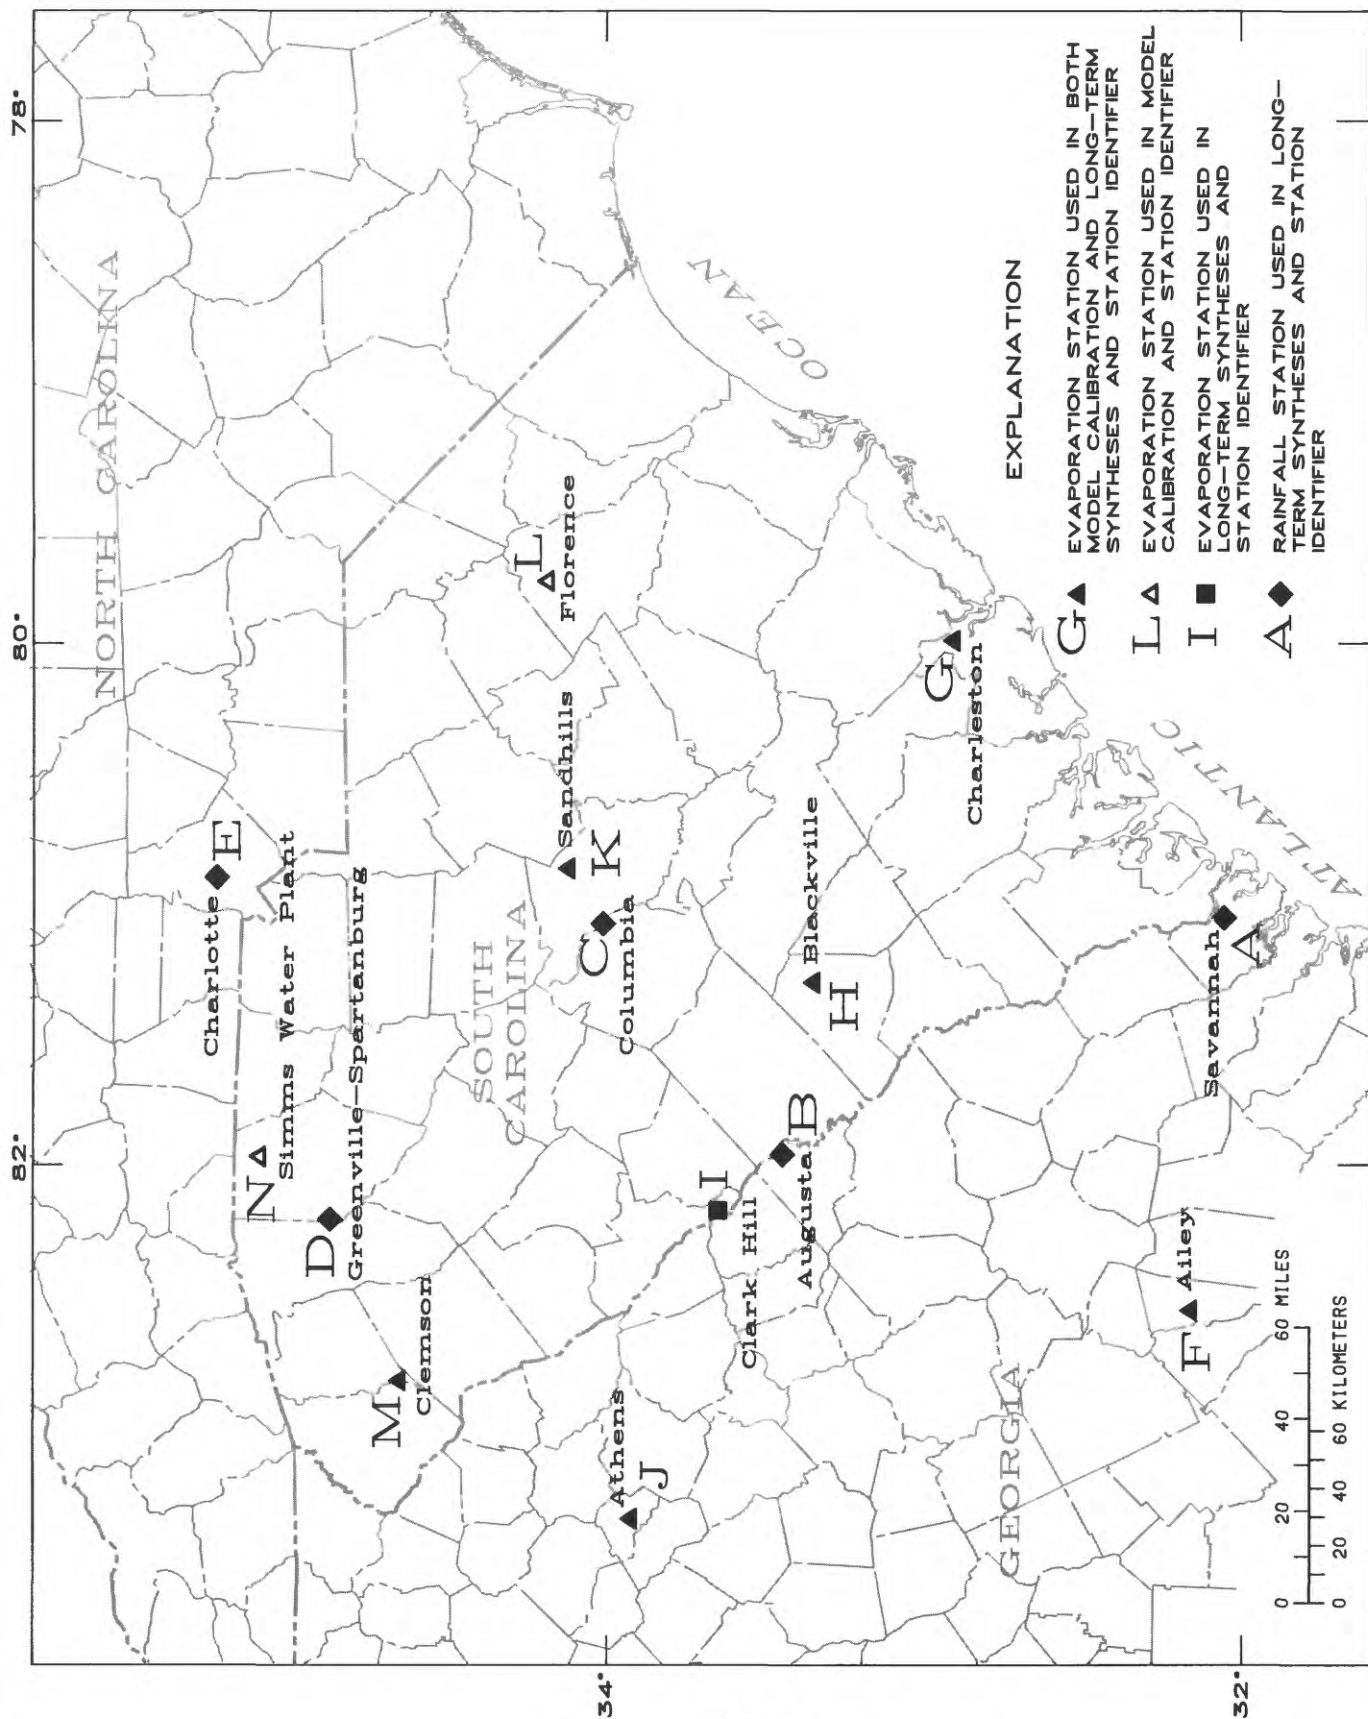 82°
80°
78°
34°
32°
NORTH CAROLINA
SOUTH
CAROLINA
GEORGIA
ATLANTIC
OCEAN
Charlotte
E
N
Simms Water Plant
D
Greenville-Spartanburg
M
Clemson
L
Florence
Sandhills
K
C
Columbia
Athens
J
I
Clark Hill
B
Augusta
Blackville
H
G
Charleston
Savannah
A
Ailey
F
0 20 40 60 MILES
0 20 40 60 KILOMETERS
EXPLANATION
G
EVAPORATION STATION USED IN BOTH
MODEL CALIBRATION AND LONG-TERM
SYNTHESES AND STATION IDENTIFIER
L
EVAPORATION STATION USED IN MODEL
CALIBRATION AND STATION IDENTIFIER
I
EVAPORATION STATION USED IN
LONG-TERM SYNTHESES AND
STATION IDENTIFIER
A
RAINFALL STATION USED IN LONG-
TERM SYNTHESES AND STATION
IDENTIFIER